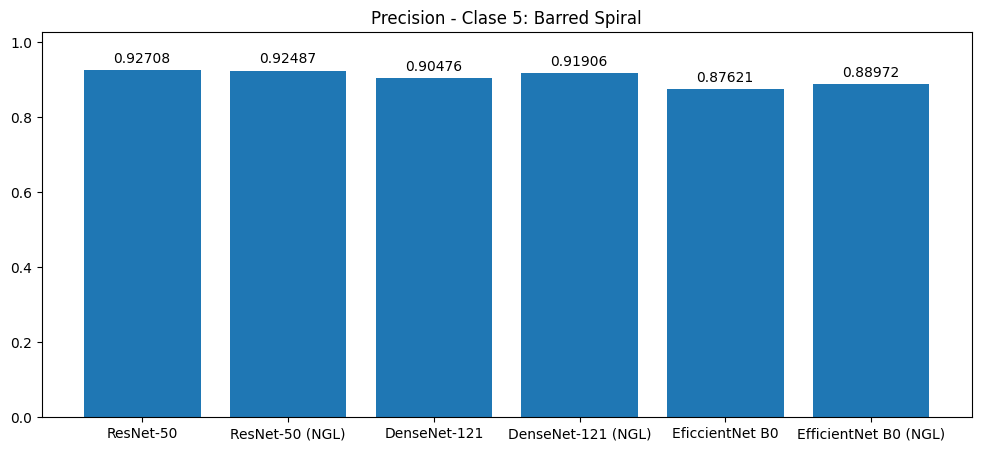 Precision - Clase 5: Barred Spiral
1.0
0.8
0.6
0.4
0.2
0.0
0.92708
0.92487
0.90476
0.91906
0.87621
0.88972
ResNet-50
ResNet-50 (NGL)
DenseNet-121
DenseNet-121 (NGL)
EficcientNet B0
EfficientNet B0 (NGL)